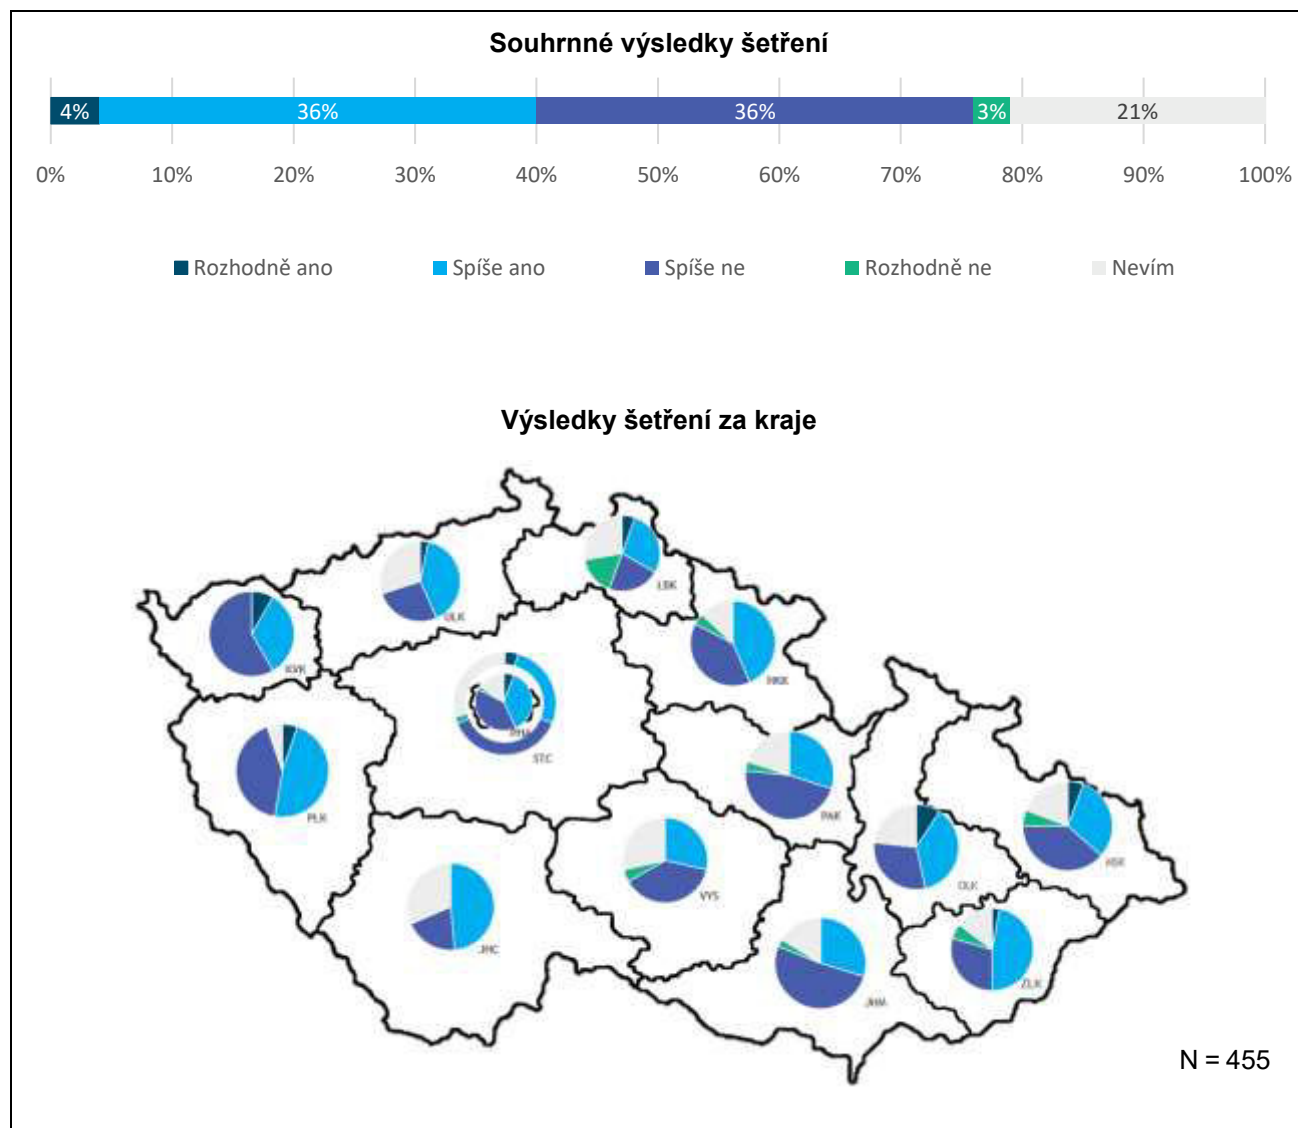 Souhrnné výsledky šetření
4% 36% 36% 3% 21%
0% 10% 20% 30% 40% 50% 60% 70% 80% 90% 100%
Rozhodně ano Spíše ano Spíše ne Rozhodně ne Nevím
Výsledky šetření za kraje
LBK
ULK
KVK
HKK
PHA
STC
PLK
PAK
MSK
OLK
VYS
JHC
ZLK
JHM
N = 455